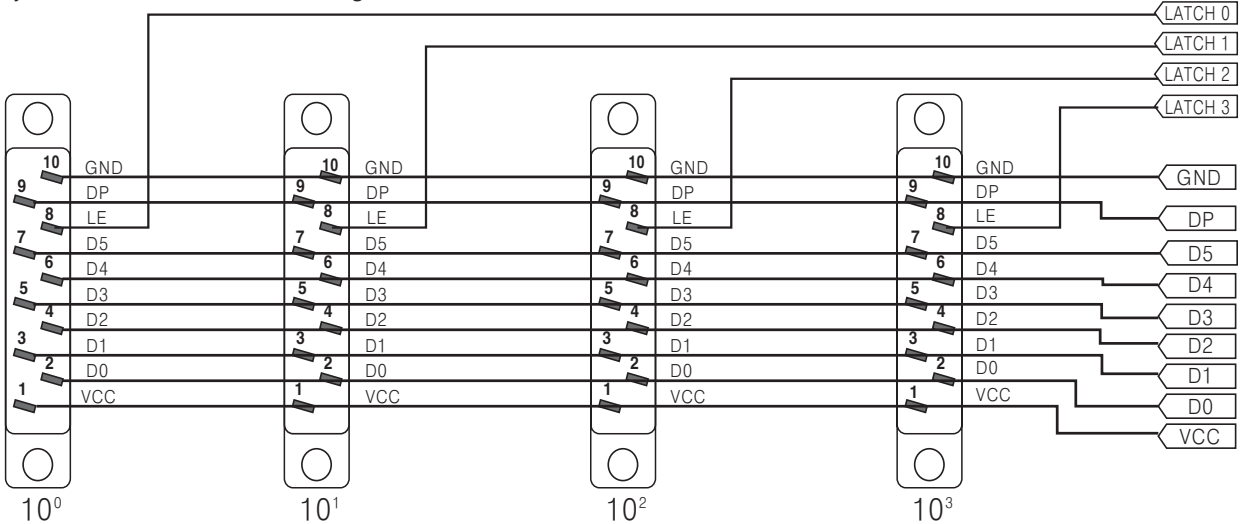 LATCH 0
LATCH 1
LATCH 2
LATCH 3
10 GND 10 GND 10 GND 10 GND GND
9 DP 9 DP 9 DP 9 DP DP
8 LE 8 LE 8 LE 8 LE
7 D5 7 D5 7 D5 7 D5 D5
6 D4 6 D4 6 D4 6 D4 D4
5 D3 5 D3 5 D3 5 D3 D3
4 D2 4 D2 4 D2 4 D2 D2
3 D1 3 D1 3 D1 3 D1 D1
2 D0 2 D0 2 D0 2 D0 D0
1 VCC 1 VCC 1 VCC 1 VCC VCC
10⁰ 10¹ 10² 10³